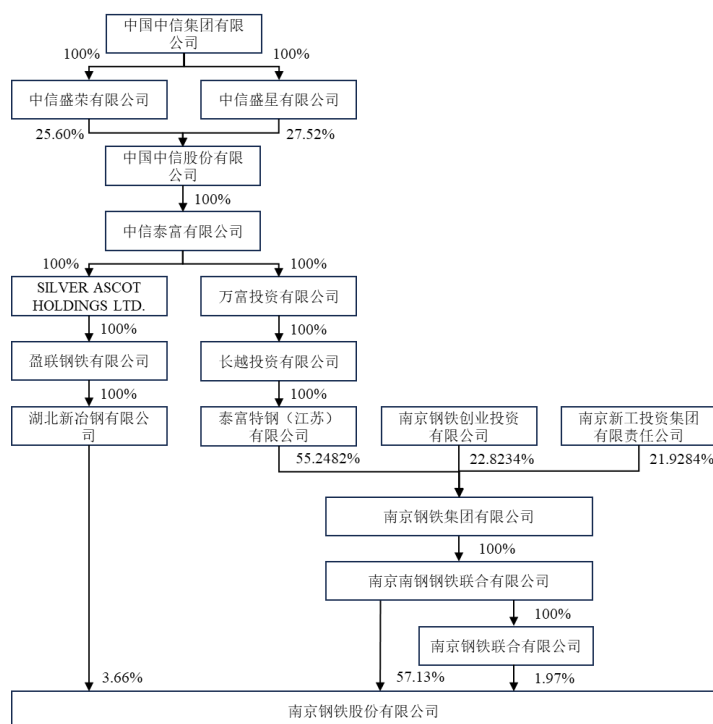 中国中信集团有限
公司
100%
100%
中信盛荣有限公司
中信盛星有限公司
25.60%
27.52%
中国中信股份有限
公司
100%
中信泰富有限公司
100%
100%
SILVER ASCOT
HOLDINGS LTD.
万富投资有限公司
100%
100%
盈联钢铁有限公司
长越投资有限公司
100%
100%
湖北新冶钢有限公
司
泰富特钢（江苏）
有限公司
南京钢铁创业投资
有限公司
南京新工投资集团
有限责任公司
55.2482%
22.8234%
21.9284%
南京钢铁集团有限公司
100%
南京南钢钢铁联合有限公司
100%
南京钢铁联合有限公司
3.66%
57.13%
1.97%
南京钢铁股份有限公司